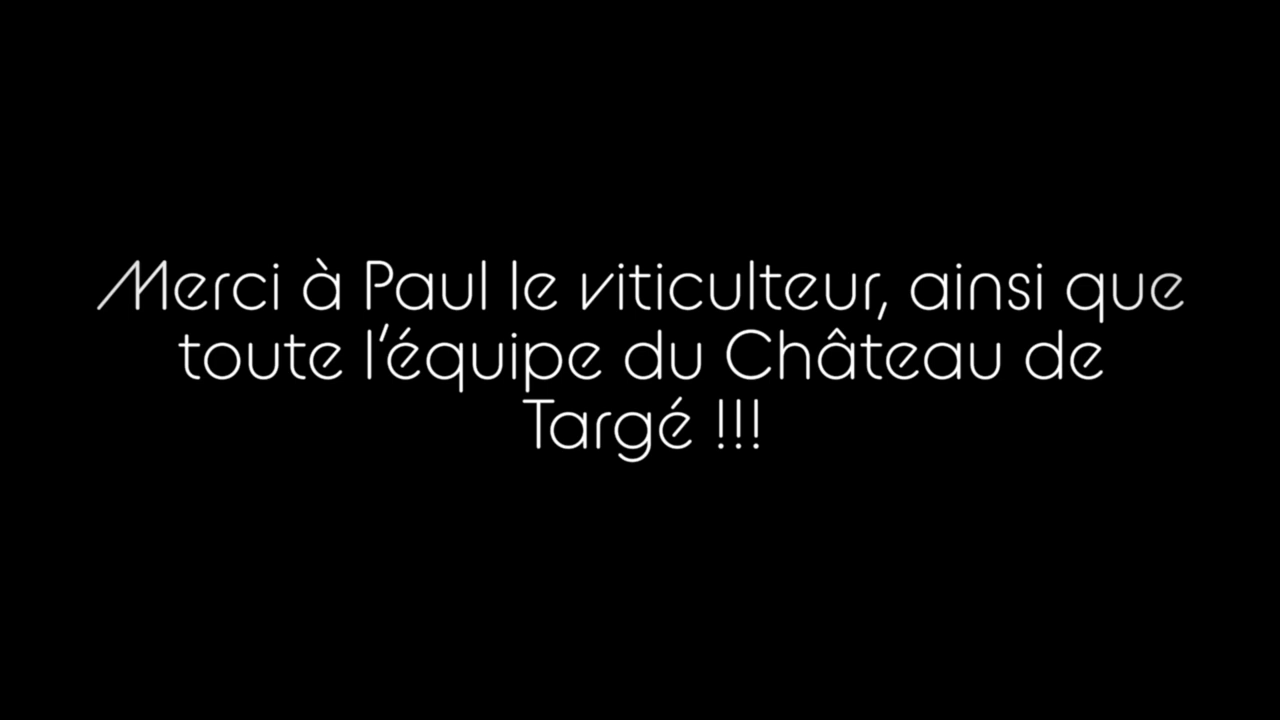 Merci à Paul le viticulteur, ainsi que
toute l'équipe du Château de
Targé !!!